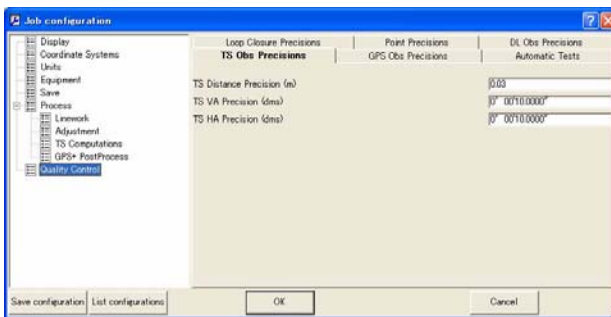 Job configuration
Display
Coordinate Systems
Units
Equipment
Save
Process
Linework
Adjustment
TS Computations
GPS+ PostProcess
Quality Control
Loop Closure Precisions
Point Precisions
DL Obs Precisions
TS Obs Precisions
GPS Obs Precisions
Automatic Tests
TS Distance Precision (m)
0.03
TS VA Precision (dms)
0° 00'10.0000"
TS HA Precision (dms)
0° 00'10.0000"
Save configuration
List configurations
OK
Cancel